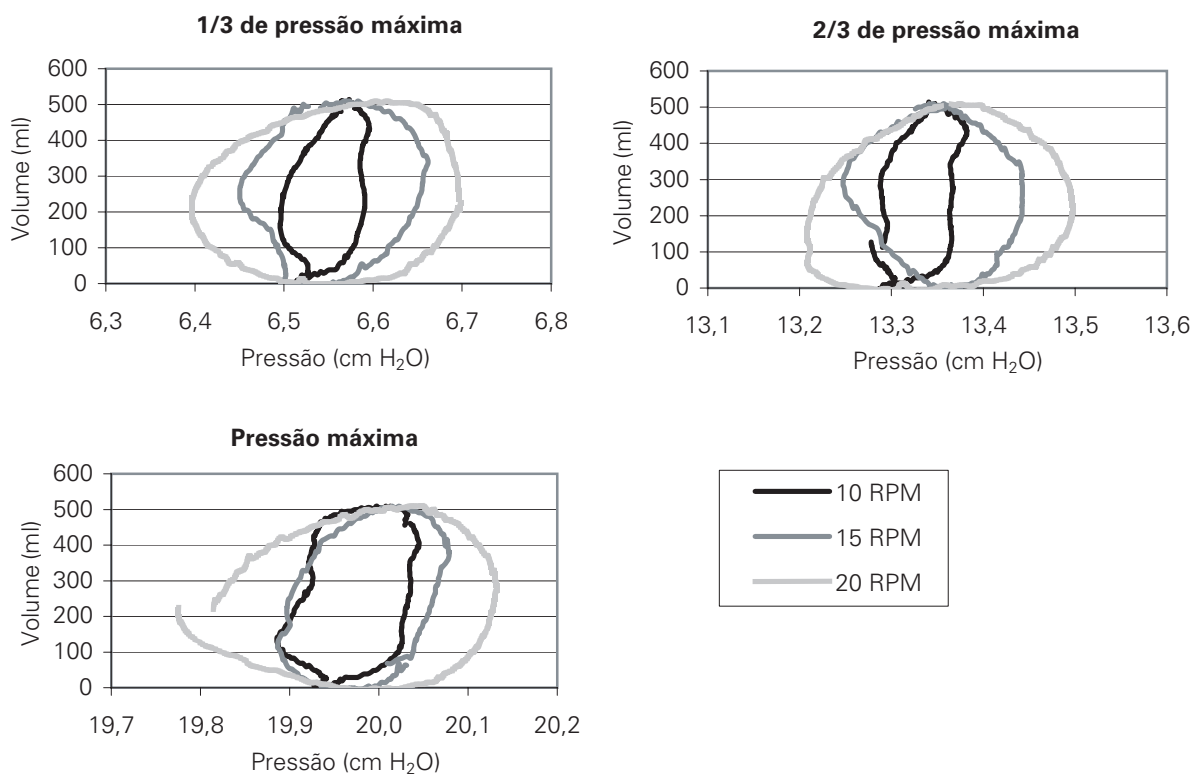 1/3 de pressão máxima
600
500
400
300
200
100
0
Volume (ml)
6,3 6,4 6,5 6,6 6,7 6,8
Pressão (cm H₂O)
2/3 de pressão máxima
600
500
400
300
200
100
0
Volume (ml)
13,1 13,2 13,3 13,4 13,5 13,6
Pressão (cm H₂O)
Pressão máxima
600
500
400
300
200
100
0
Volume (ml)
19,7 19,8 19,9 20,0 20,1 20,2
Pressão (cm H₂O)
10 RPM
15 RPM
20 RPM